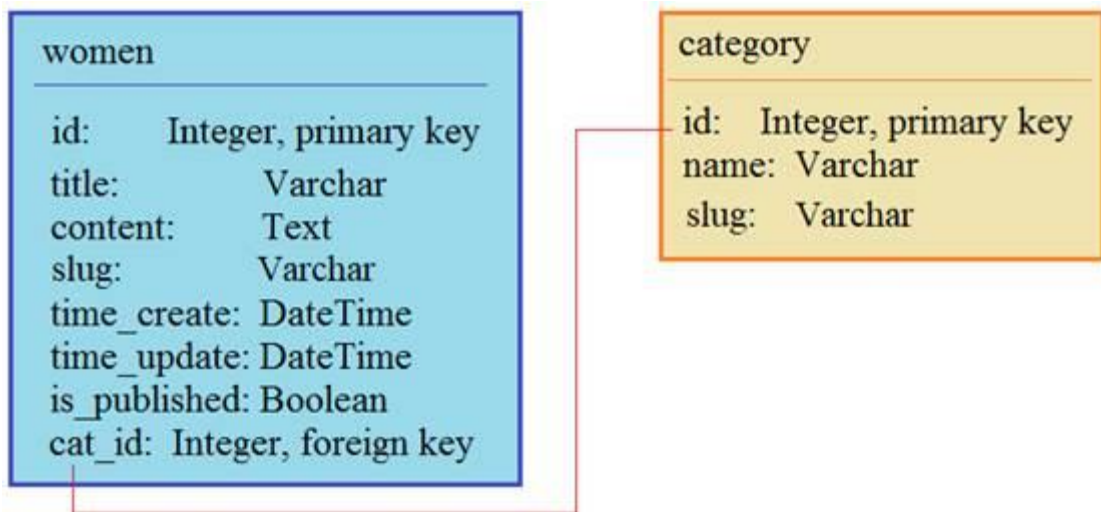 women
id: Integer, primary key
title: Varchar
content: Text
slug: Varchar
time_create: DateTime
time_update: DateTime
is_published: Boolean
cat_id: Integer, foreign key
category
id: Integer, primary key
name: Varchar
slug: Varchar